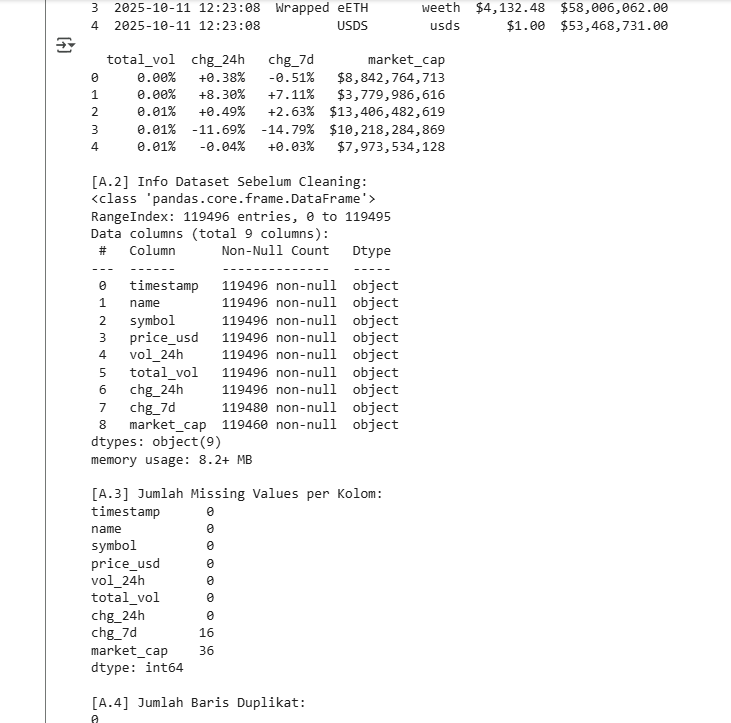 3  2025-10-11 12:23:08  Wrapped eETH  weeth  $4,132.48  $58,006,062.00
4  2025-10-11 12:23:08  USDS  usds  $1.00  $53,468,731.00
total_vol  chg_24h  chg_7d  market_cap
0  0.00%  +0.38%  -0.51%  $8,842,764,713
1  0.00%  +8.30%  +7.11%  $3,779,986,616
2  0.01%  +0.49%  +2.63%  $13,406,482,619
3  0.01%  -11.69%  -14.79%  $10,218,284,869
4  0.01%  -0.04%  +0.03%  $7,973,534,128
[A.2] Info Dataset Sebelum Cleaning:
<class 'pandas.core.frame.DataFrame'>
RangeIndex: 119496 entries, 0 to 119495
Data columns (total 9 columns):
#  Column  Non-Null Count  Dtype
---  ------  --------------  -----
0  timestamp  119496 non-null  object
1  name  119496 non-null  object
2  symbol  119496 non-null  object
3  price_usd  119496 non-null  object
4  vol_24h  119496 non-null  object
5  total_vol  119496 non-null  object
6  chg_24h  119496 non-null  object
7  chg_7d  119480 non-null  object
8  market_cap  119460 non-null  object
dtypes: object(9)
memory usage: 8.2+ MB
[A.3] Jumlah Missing Values per Kolom:
timestamp  0
name  0
symbol  0
price_usd  0
vol_24h  0
total_vol  0
chg_24h  0
chg_7d  16
market_cap  36
dtype: int64
[A.4] Jumlah Baris Duplikat:
0